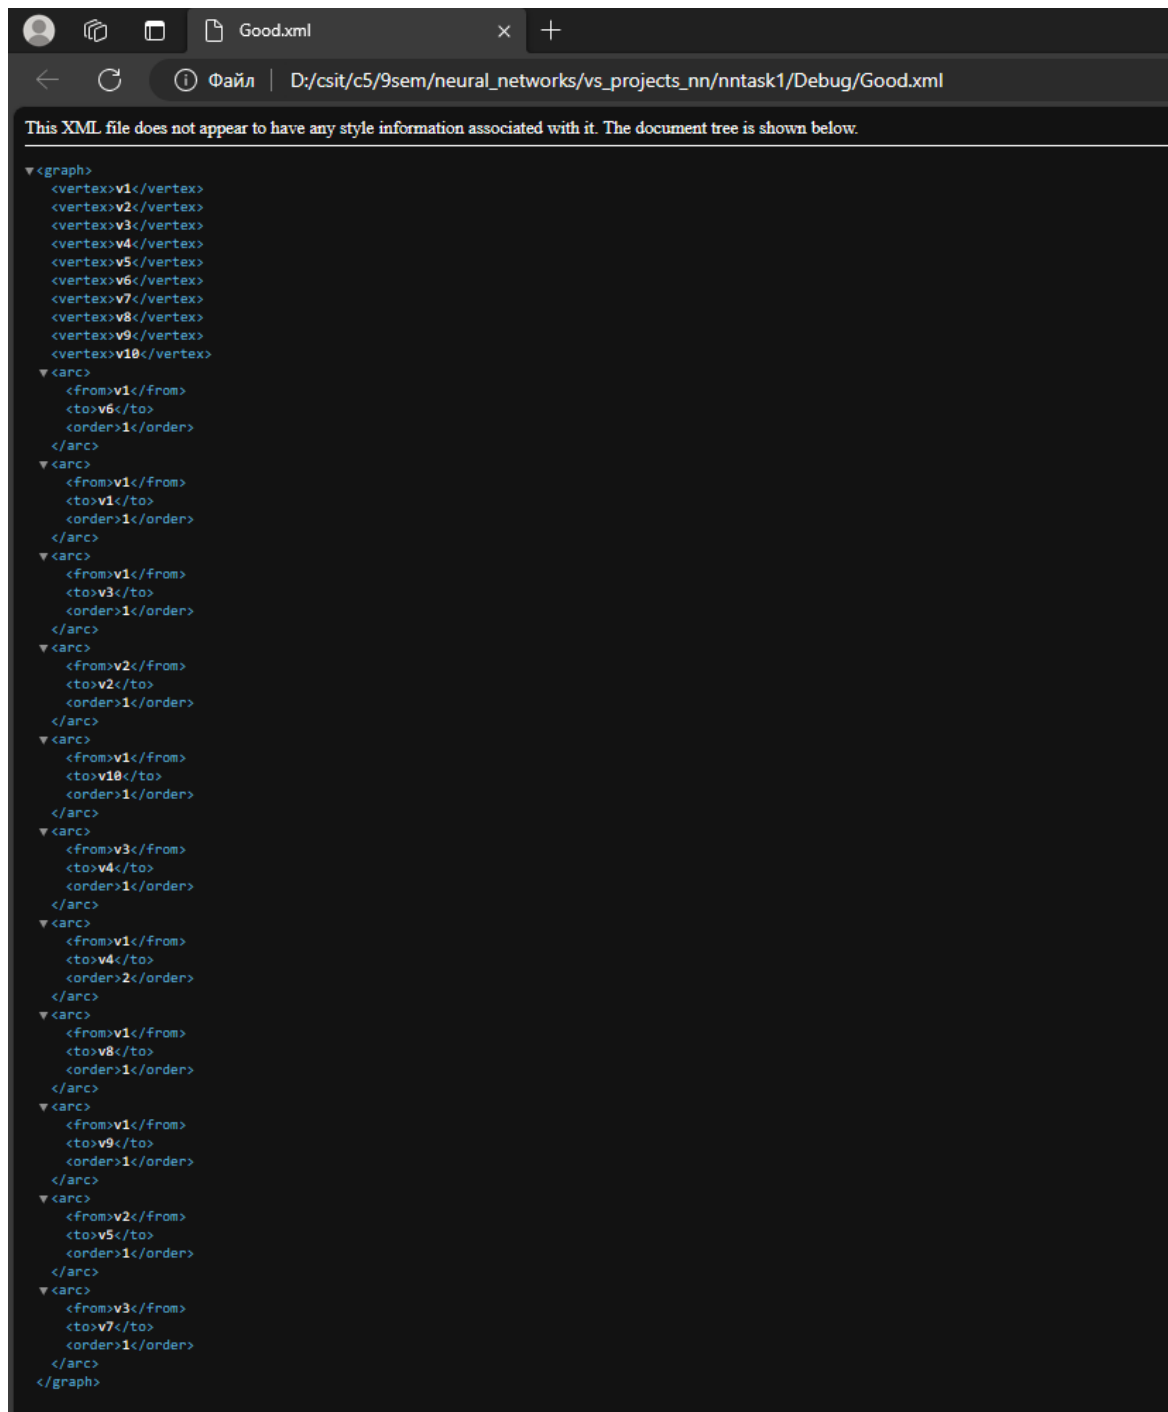 Good.xml
Файл | D:/csit/c5/9sem/neural_networks/vs_projects_nn/nntask1/Debug/Good.xml
This XML file does not appear to have any style information associated with it. The document tree is shown below.
▼<graph>
<vertex>v1</vertex>
<vertex>v2</vertex>
<vertex>v3</vertex>
<vertex>v4</vertex>
<vertex>v5</vertex>
<vertex>v6</vertex>
<vertex>v7</vertex>
<vertex>v8</vertex>
<vertex>v9</vertex>
<vertex>v10</vertex>
▼<arc>
<from>v1</from>
<to>v6</to>
<order>1</order>
</arc>
▼<arc>
<from>v1</from>
<to>v1</to>
<order>1</order>
</arc>
▼<arc>
<from>v1</from>
<to>v3</to>
<order>1</order>
</arc>
▼<arc>
<from>v2</from>
<to>v2</to>
<order>1</order>
</arc>
▼<arc>
<from>v1</from>
<to>v10</to>
<order>1</order>
</arc>
▼<arc>
<from>v3</from>
<to>v4</to>
<order>1</order>
</arc>
▼<arc>
<from>v1</from>
<to>v4</to>
<order>2</order>
</arc>
▼<arc>
<from>v1</from>
<to>v8</to>
<order>1</order>
</arc>
▼<arc>
<from>v1</from>
<to>v9</to>
<order>1</order>
</arc>
▼<arc>
<from>v2</from>
<to>v5</to>
<order>1</order>
</arc>
▼<arc>
<from>v3</from>
<to>v7</to>
<order>1</order>
</arc>
</graph>